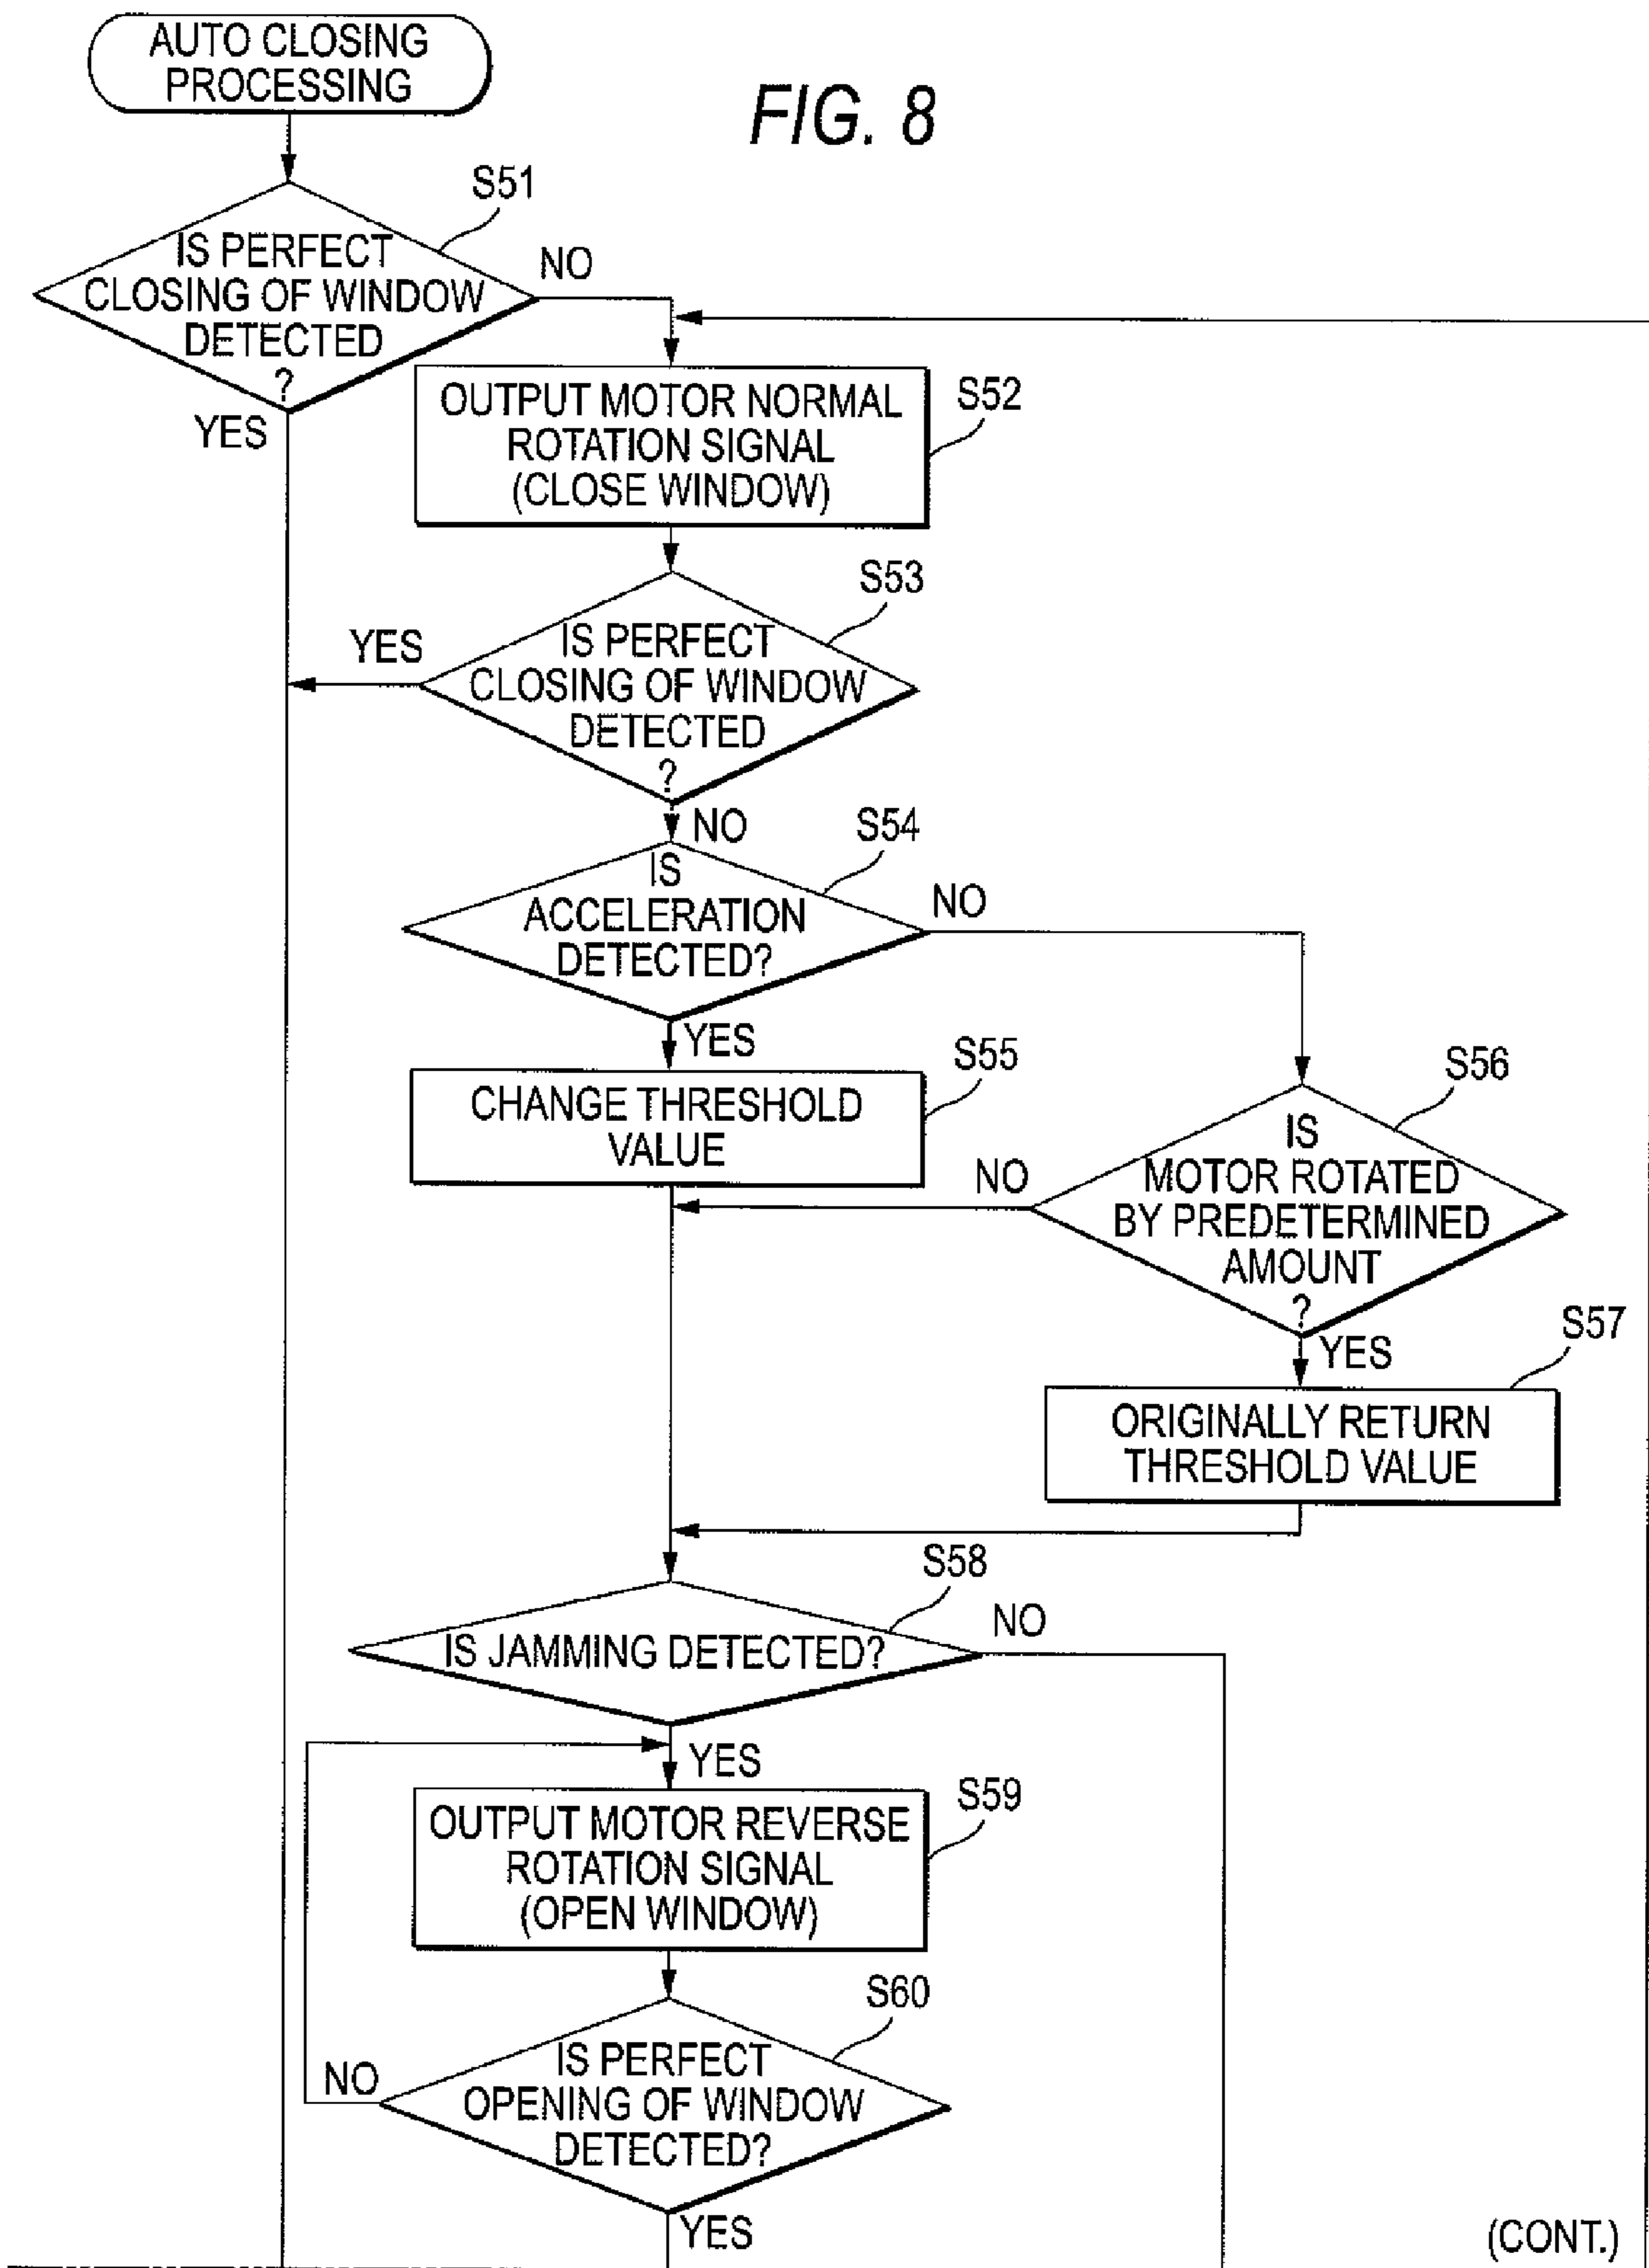 AUTO CLOSING
PROCESSING
FIG. 8
S51
IS PERFECT
CLOSING OF WINDOW
DETECTED
?
NO
YES
OUTPUT MOTOR NORMAL
ROTATION SIGNAL
(CLOSE WINDOW)
S52
S53
IS PERFECT
CLOSING OF WINDOW
DETECTED
?
YES
NO
S54
IS
ACCELERATION
DETECTED?
NO
YES
S55
CHANGE THRESHOLD
VALUE
S56
IS
MOTOR ROTATED
BY PREDETERMINED
AMOUNT
?
NO
YES
S57
ORIGINALLY RETURN
THRESHOLD VALUE
S58
IS JAMMING DETECTED?
NO
YES
S59
OUTPUT MOTOR REVERSE
ROTATION SIGNAL
(OPEN WINDOW)
S60
IS PERFECT
OPENING OF WINDOW
DETECTED?
NO
YES
(CONT.)